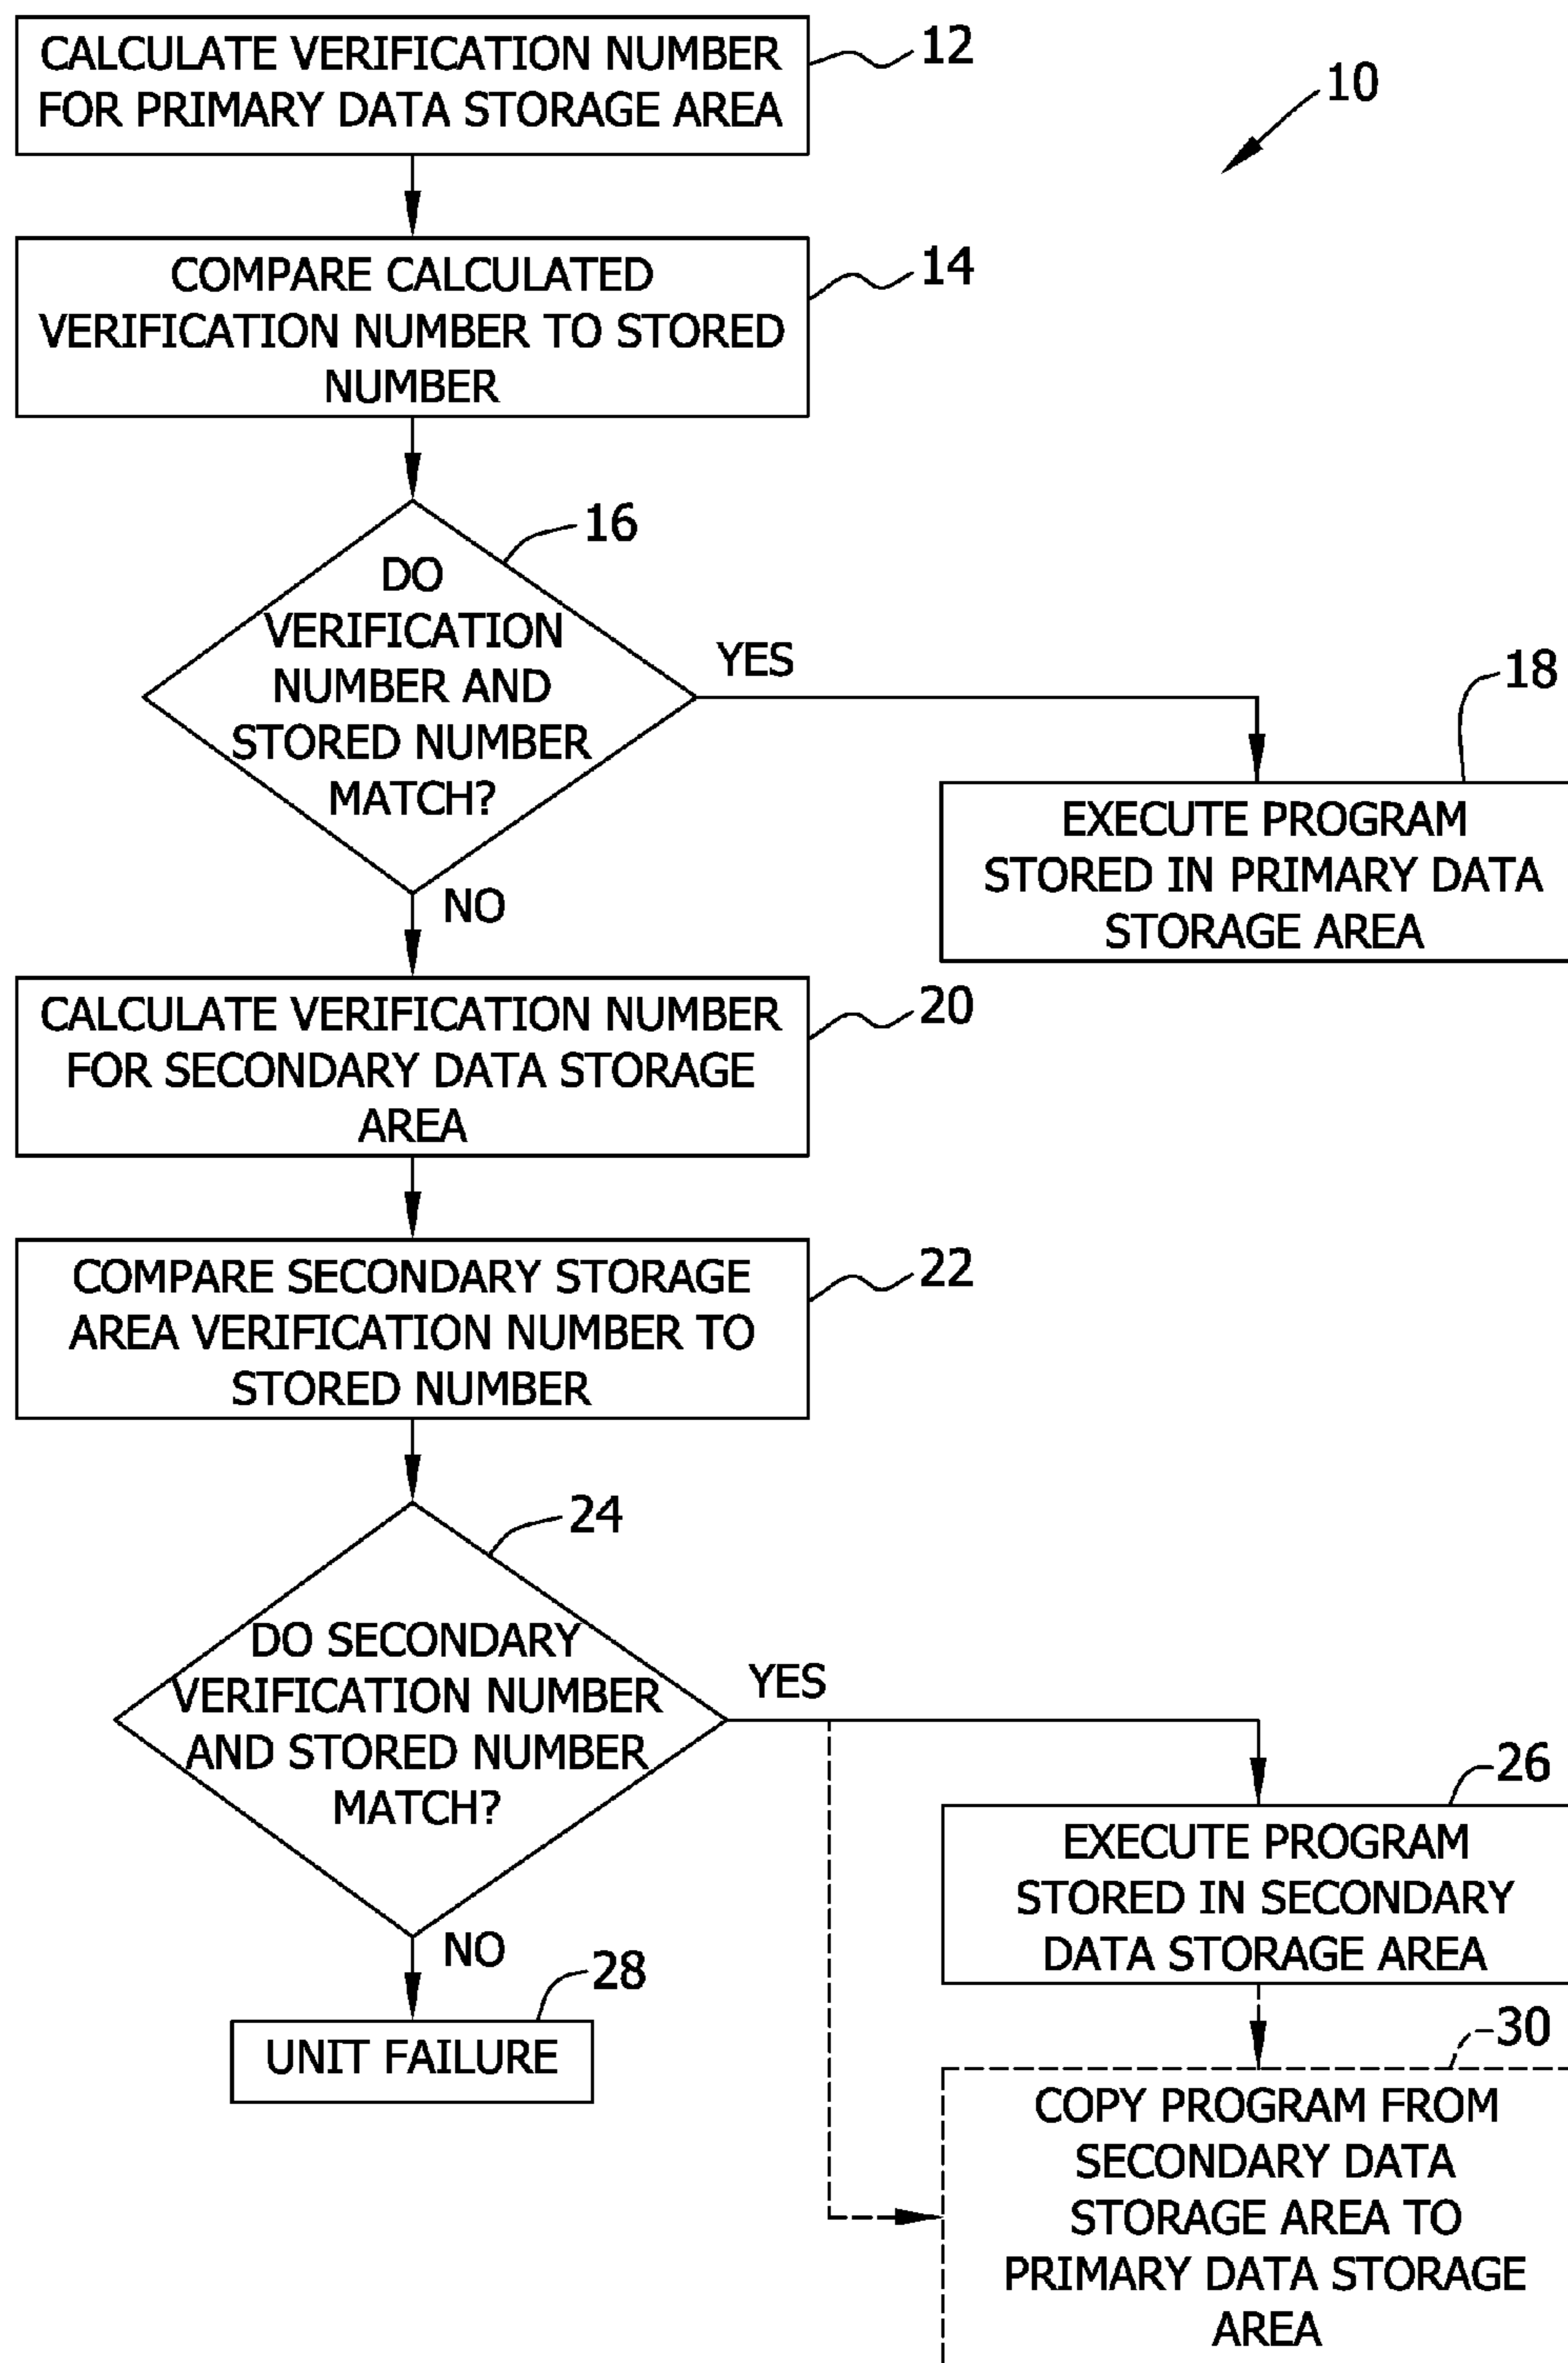 CALCULATE VERIFICATION NUMBER
FOR PRIMARY DATA STORAGE AREA
12
10
COMPARE CALCULATED
VERIFICATION NUMBER TO STORED
NUMBER
14
16
DO
VERIFICATION
NUMBER AND
STORED NUMBER
MATCH?
YES
18
EXECUTE PROGRAM
STORED IN PRIMARY DATA
STORAGE AREA
NO
CALCULATE VERIFICATION NUMBER
FOR SECONDARY DATA STORAGE
AREA
20
COMPARE SECONDARY STORAGE
AREA VERIFICATION NUMBER TO
STORED NUMBER
22
24
DO SECONDARY
VERIFICATION NUMBER
AND STORED NUMBER
MATCH?
YES
26
EXECUTE PROGRAM
STORED IN SECONDARY
DATA STORAGE AREA
NO
28
UNIT FAILURE
30
COPY PROGRAM FROM
SECONDARY DATA
STORAGE AREA TO
PRIMARY DATA STORAGE
AREA